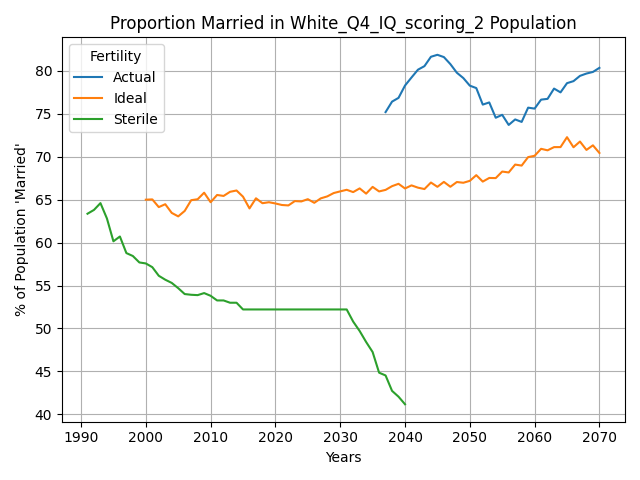 Proportion Married in White_Q4_IQ_scoring_2 Population
% of Population 'Married'
Fertility
Actual
Ideal
Sterile
80
75
70
65
60
55
50
45
40
1990 2000 2010 2020 2030 2040 2050 2060 2070
Years